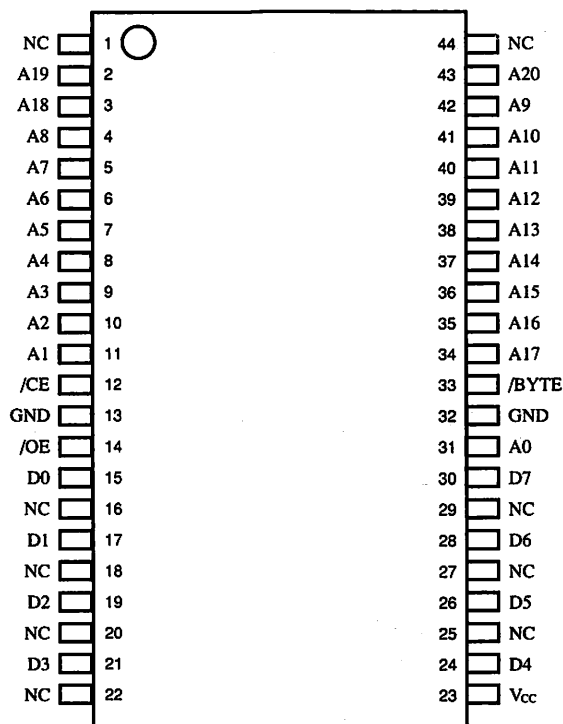 NC 1 44 NC
A19 2 43 A20
A18 3 42 A9
A8 4 41 A10
A7 5 40 A11
A6 6 39 A12
A5 7 38 A13
A4 8 37 A14
A3 9 36 A15
A2 10 35 A16
A1 11 34 A17
/CE 12 33 /BYTE
GND 13 32 GND
/OE 14 31 A0
D0 15 30 D7
NC 16 29 NC
D1 17 28 D6
NC 18 27 NC
D2 19 26 D5
NC 20 25 NC
D3 21 24 D4
NC 22 23 Vcc